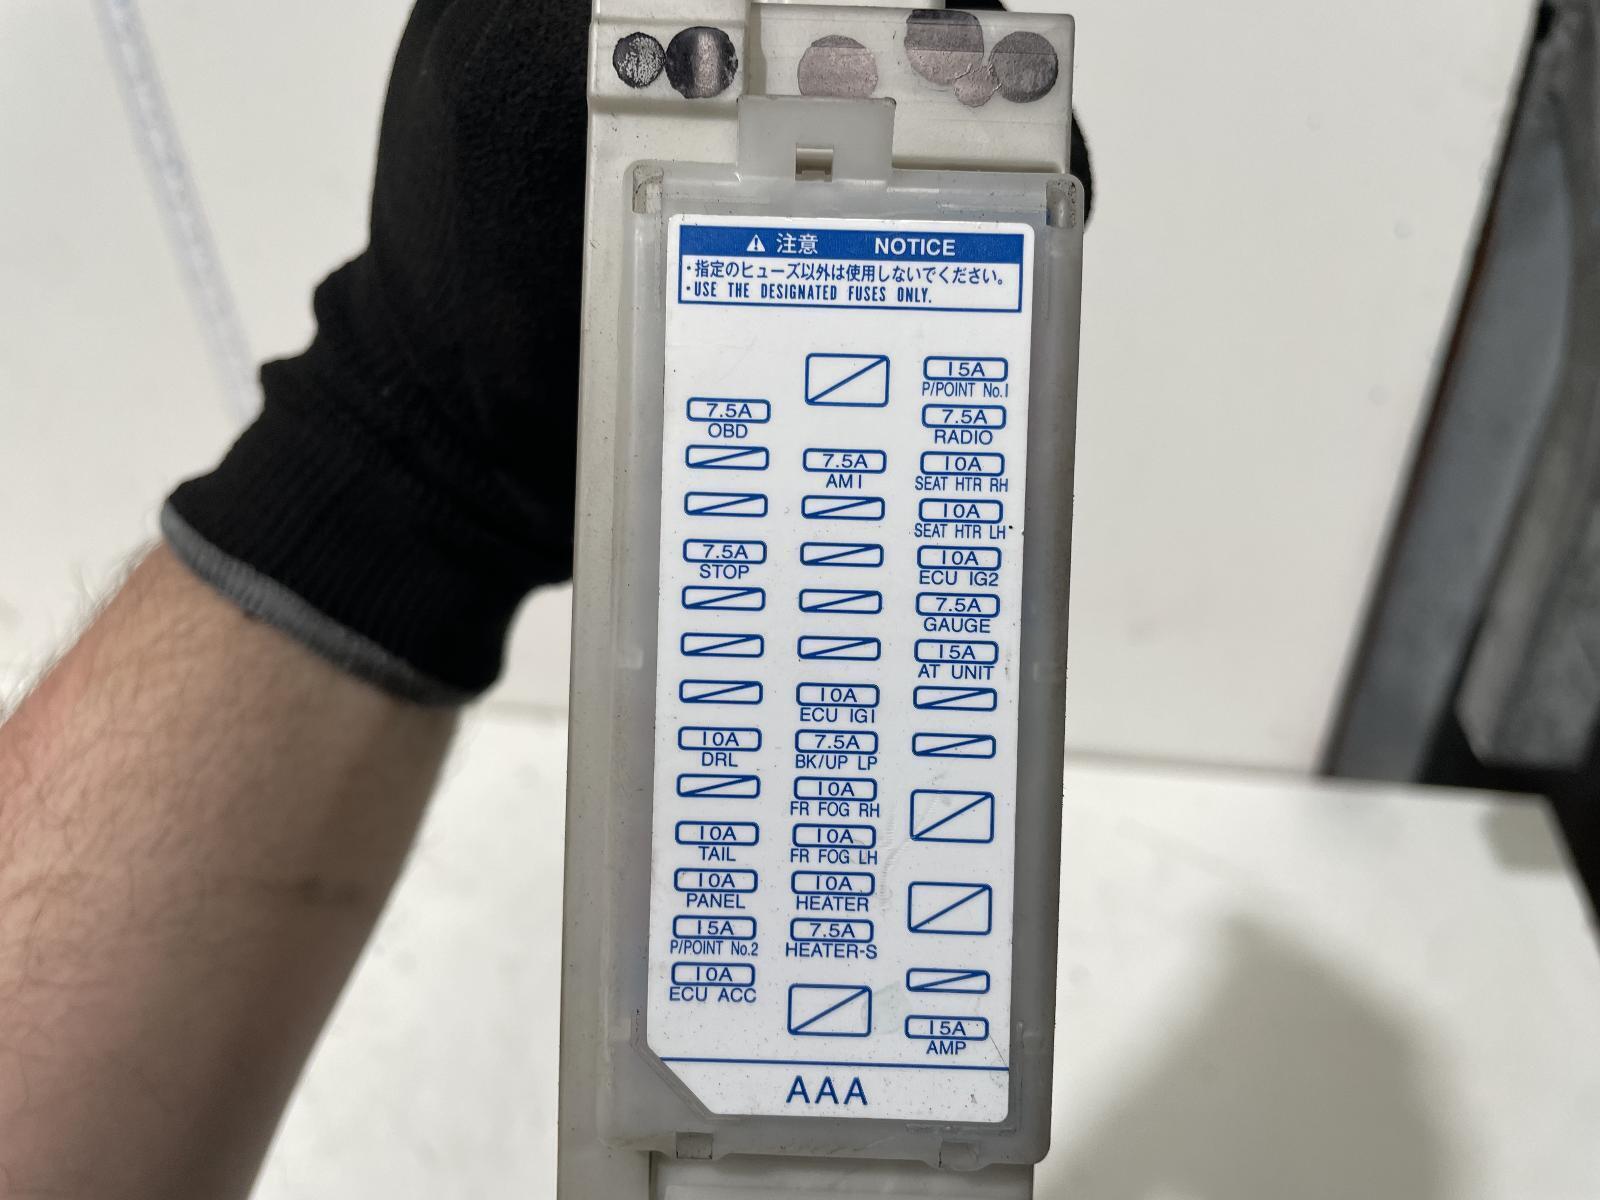 ⚠ 注意 NOTICE
・指定のヒューズ以外は使用しないでください。
・USE THE DESIGNATED FUSES ONLY.
7.5A
OBD
7.5A
STOP
10A
DRL
10A
TAIL
10A
PANEL
15A
P/POINT No.2
10A
ECU ACC
7.5A
AM1
10A
ECU IG1
7.5A
BK/UP LP
10A
FR FOG RH
10A
FR FOG LH
10A
HEATER
7.5A
HEATER-S
15A
P/POINT No.1
7.5A
RADIO
10A
SEAT HTR RH
10A
SEAT HTR LH
10A
ECU IG2
7.5A
GAUGE
15A
AT UNIT
15A
AMP
AAA